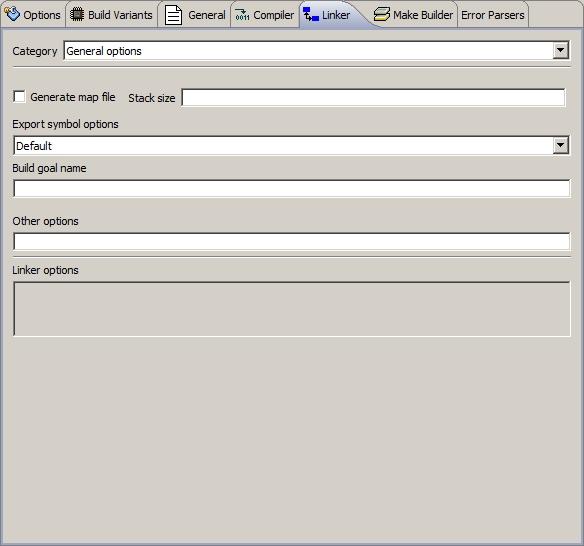 Options Build Variants General 0011 Compiler Linker Make Builder Error Parsers
Category General options
Generate map file Stack size
Export symbol options
Default
Build goal name
Other options
Linker options